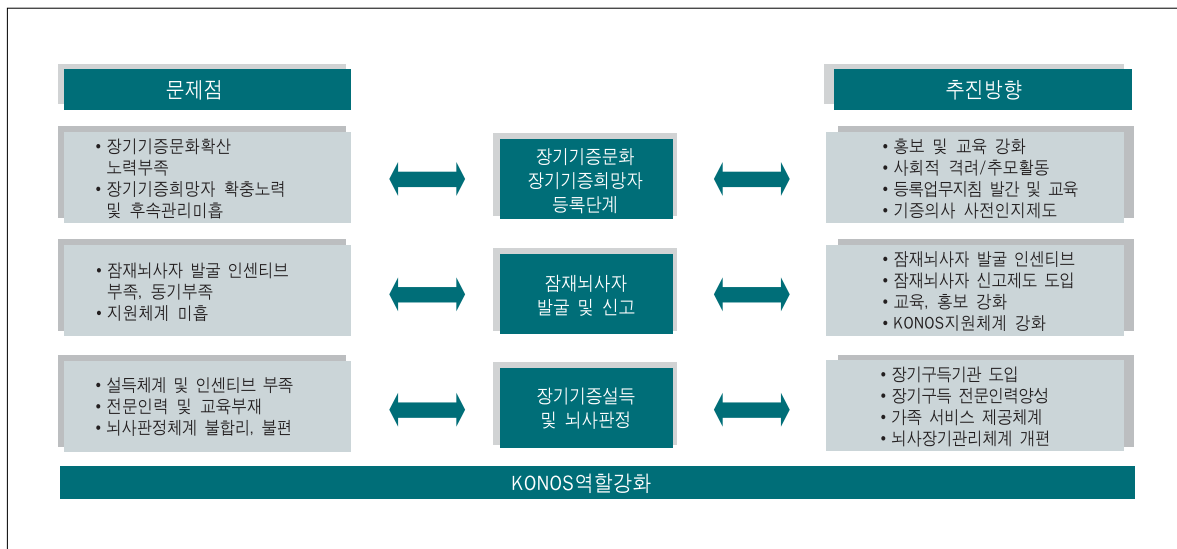 문제점
추진방향
• 장기기증문화확산
노력부족
• 장기기증희망자 확충노력
및 후속관리미흡
장기기증문화
장기기증희망자
등록단계
• 홍보 및 교육 강화
• 사회적 격려/추모활동
• 등록업무지침 발간 및 교육
• 기증의사 사전인지제도
• 잠재뇌사자 발굴 인센티브
부족, 동기부족
• 지원체계 미흡
잠재뇌사자
발굴 및 신고
• 잠재뇌사자 발굴 인센티브
• 잠재뇌사자 신고제도 도입
• 교육, 홍보 강화
• KONOS지원체계 강화
• 설득체계 및 인센티브 부족
• 전문인력 및 교육부재
• 뇌사판정체계 불합리, 불편
장기기증설득
및 뇌사판정
• 장기구득기관 도입
• 장기구득 전문인력양성
• 가족 서비스 제공체계
• 뇌사장기관리체계 개편
KONOS역할강화